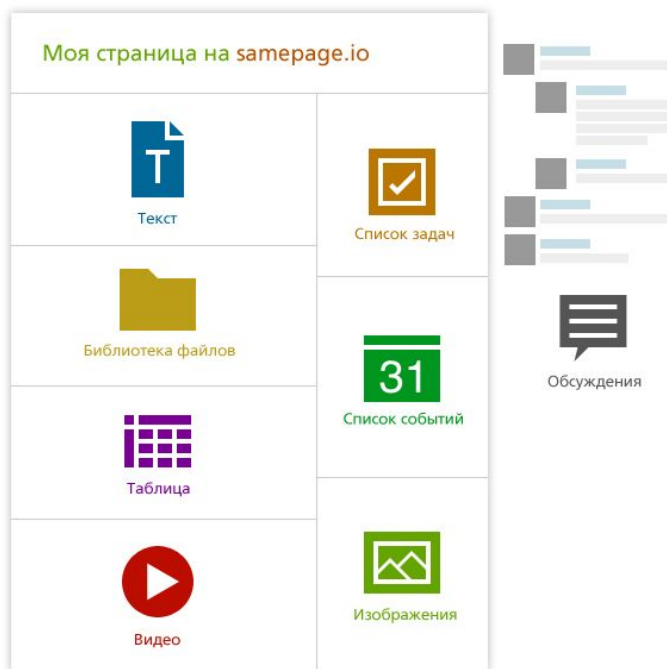 Моя страница на samepage.io
T
Текст
Список задач
Библиотека файлов
31
Список событий
Таблица
Видео
Изображения
Обсуждения